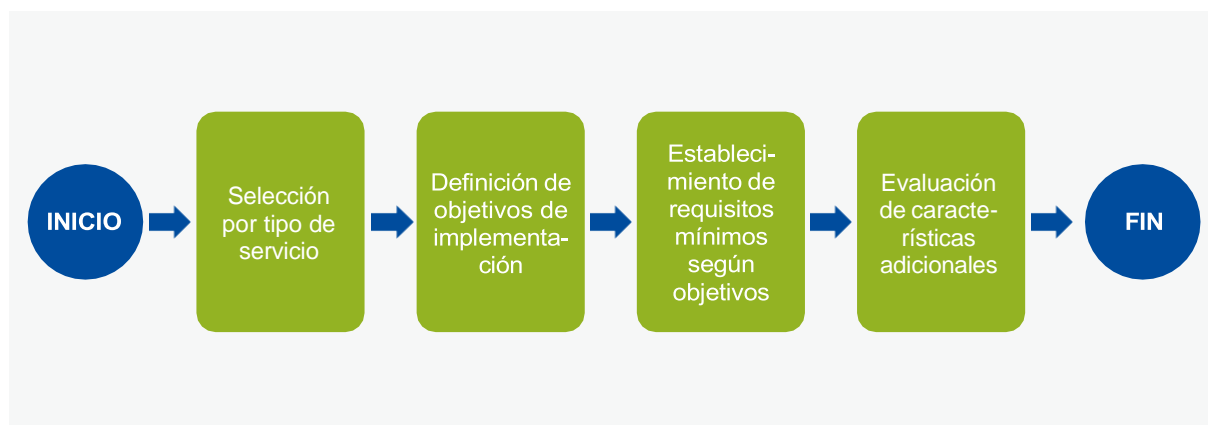 INICIO
Selección
por tipo de
servicio
Definición de
objetivos de
implementa-
ción
Estableci-
miento de
requisitos
mínimos
según
objetivos
Evaluación
de caracte-
rísticas
adicionales
FIN